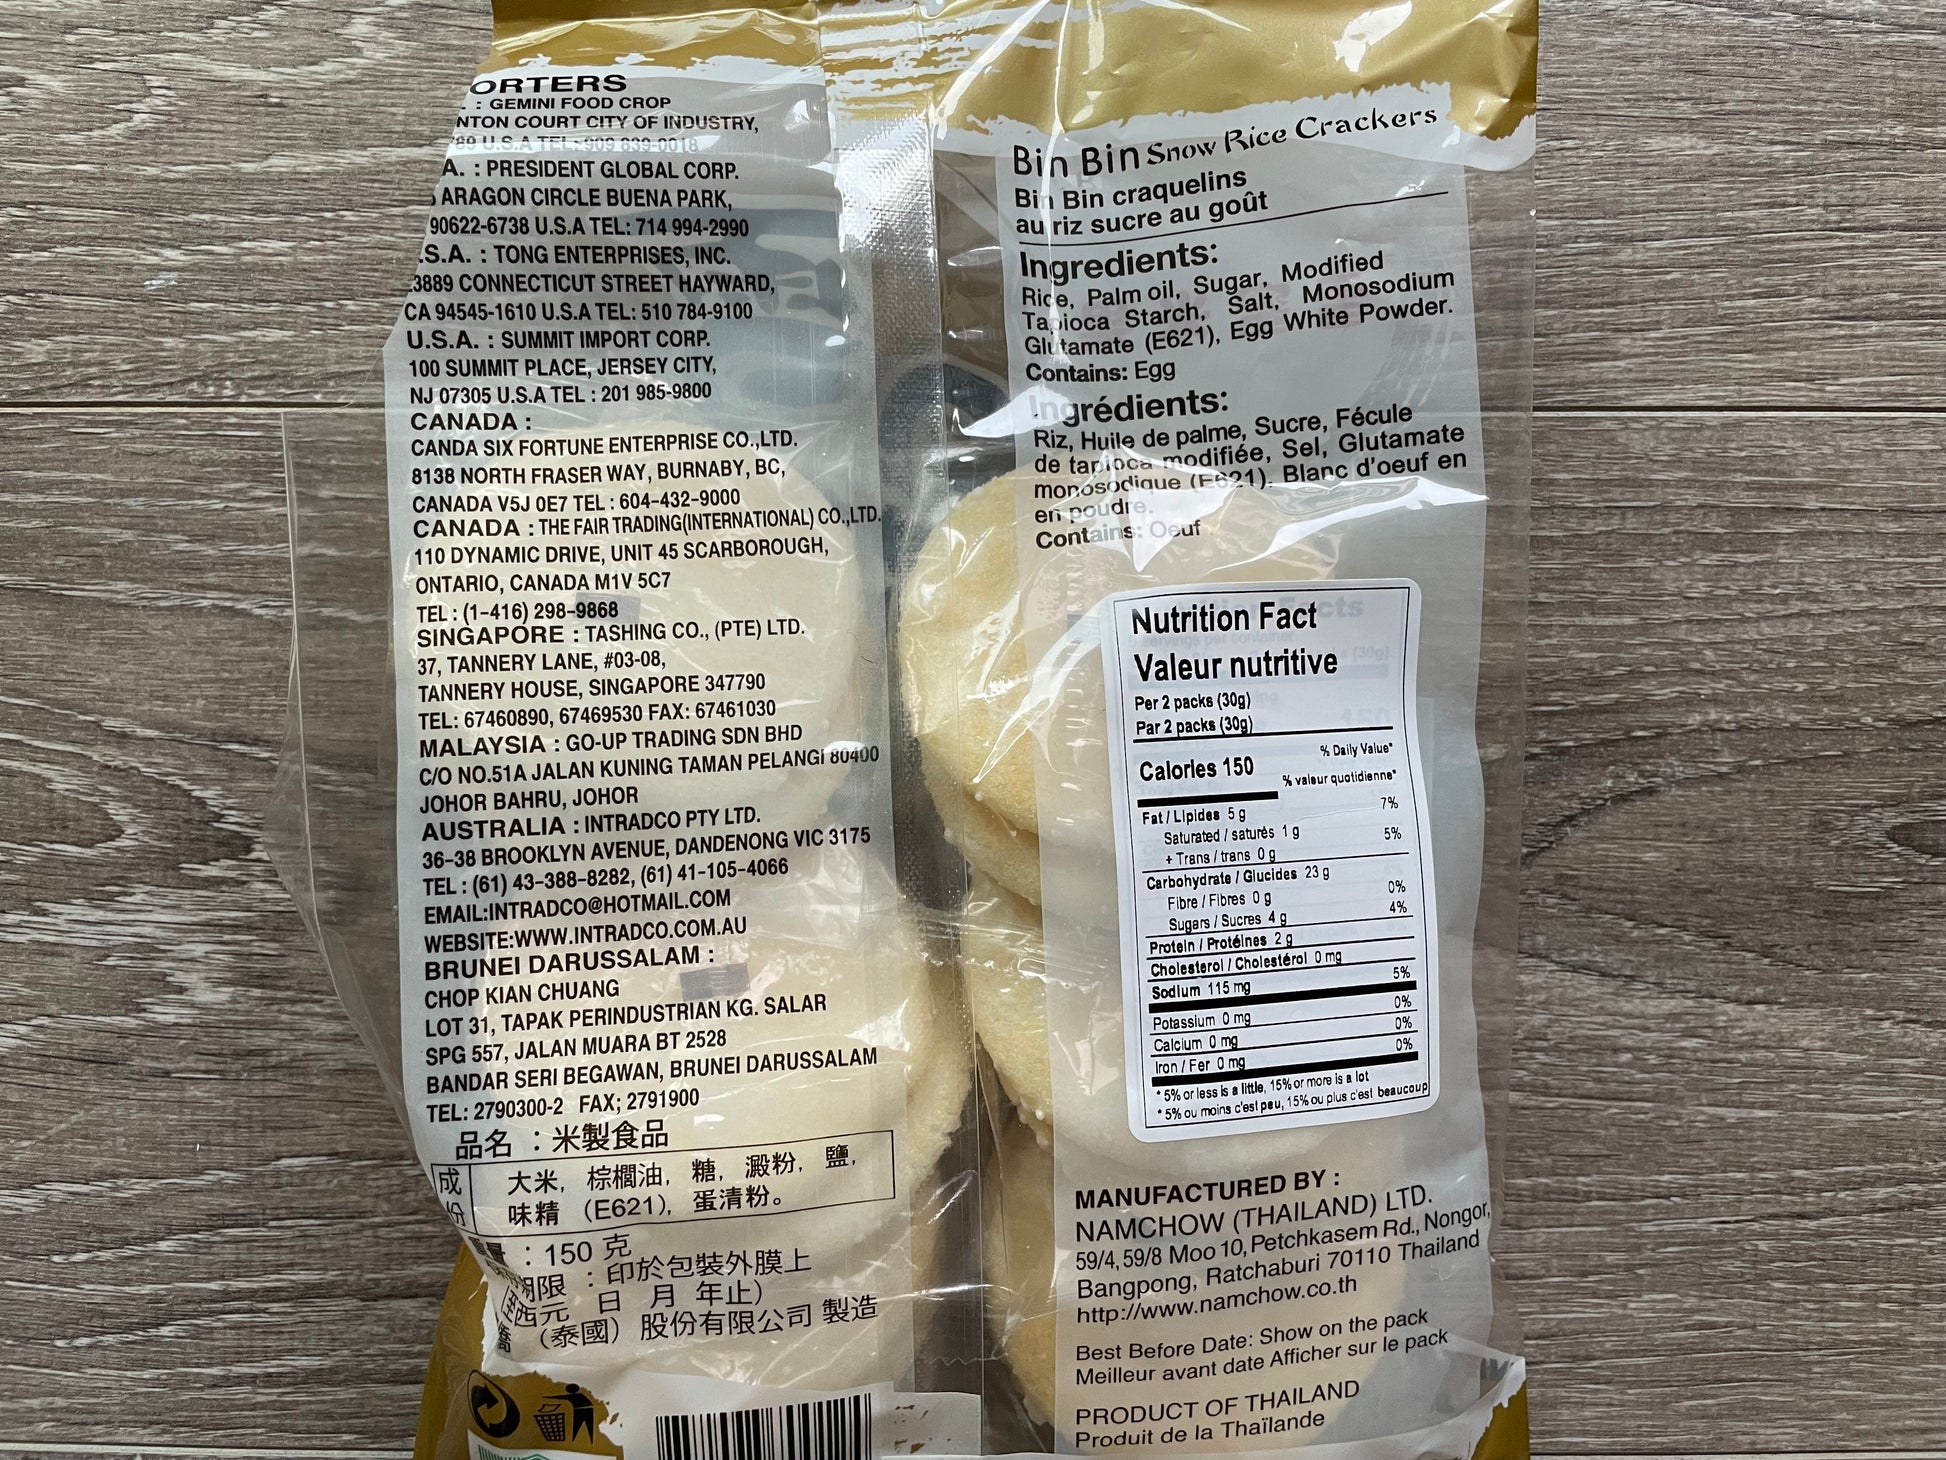 ORTERS
: GEMINI FOOD CROP
NTON COURT CITY OF INDUSTRY,
89 U.S.A TEL: 909 839-0018
A. : PRESIDENT GLOBAL CORP.
ARAGON CIRCLE BUENA PARK,
90622-6738 U.S.A TEL: 714 994-2990
.S.A. : TONG ENTERPRISES, INC.
3889 CONNECTICUT STREET HAYWARD,
CA 94545-1610 U.S.A TEL: 510 784-9100
U.S.A. : SUMMIT IMPORT CORP.
100 SUMMIT PLACE, JERSEY CITY,
NJ 07305 U.S.A TEL : 201 985-9800
CANADA :
CANDA SIX FORTUNE ENTERPRISE CO.,LTD.
8138 NORTH FRASER WAY, BURNABY, BC,
CANADA V5J 0E7 TEL : 604-432-9000
CANADA : THE FAIR TRADING(INTERNATIONAL) CO.,LTD.
110 DYNAMIC DRIVE, UNIT 45 SCARBOROUGH,
ONTARIO, CANADA M1V 5C7
TEL : (1-416) 298-9868
SINGAPORE : TASHING CO., (PTE) LTD.
37, TANNERY LANE, #03-08,
TANNERY HOUSE, SINGAPORE 347790
TEL: 67460890, 67469530 FAX: 67461030
MALAYSIA : GO-UP TRADING SDN BHD
C/O NO.51A JALAN KUNING TAMAN PELANGI 80400
JOHOR BAHRU, JOHOR
AUSTRALIA : INTRADCO PTY LTD.
36-38 BROOKLYN AVENUE, DANDENONG VIC 3175
TEL : (61) 43-388-8282, (61) 41-105-4066
EMAIL:INTRADCO@HOTMAIL.COM
WEBSITE:WWW.INTRADCO.COM.AU
BRUNEI DARUSSALAM :
CHOP KIAN CHUANG
LOT 31, TAPAK PERINDUSTRIAN KG. SALAR
SPG 557, JALAN MUARA BT 2528
BANDAR SERI BEGAWAN, BRUNEI DARUSSALAM
TEL: 2790300-2 FAX; 2791900
品名 : 米製食品
成份 大米, 棕櫚油, 糖, 澱粉, 鹽,
味精 (E621), 蛋清粉。
重量 : 150 克
期限 : 印於包裝外膜上
至西元 日 月 年止)
(泰國) 股份有限公司 製造
Bin Bin Snow Rice Crackers
Bin Bin craquelins
au riz sucre au goût
Ingredients:
Rice, Palm oil, Sugar, Modified
Tapioca Starch, Salt, Monosodium
Glutamate (E621), Egg White Powder.
Contains: Egg
Ingrédients:
Riz, Huile de palme, Sucre, Fécule
de tapioca modifiée, Sel, Glutamate
monosodique (E621), Blanc d'oeuf en
en poudre.
Contains: Oeuf
Nutrition Fact
Valeur nutritive
Per 2 packs (30g)
Par 2 packs (30g)
% Daily Value*
Calories 150
% valeur quotidienne*
Fat / Lipides 5 g 7%
Saturated / saturés 1 g 5%
+ Trans / trans 0 g
Carbohydrate / Glucides 23 g
Fibre / Fibres 0 g 0%
Sugars / Sucres 4 g 4%
Protein / Protéines 2 g
Cholesterol / Cholestérol 0 mg
Sodium 115 mg 5%
Potassium 0 mg 0%
Calcium 0 mg 0%
Iron / Fer 0 mg 0%
* 5% or less is a little, 15% or more is a lot
* 5% ou moins c'est peu, 15% ou plus c'est beaucoup
MANUFACTURED BY :
NAMCHOW (THAILAND) LTD.
59/4, 59/8 Moo 10, Petchkasem Rd., Nongor,
Bangpong, Ratchaburi 70110 Thailand
http://www.namchow.co.th
Best Before Date: Show on the pack
Meilleur avant date Afficher sur le pack
PRODUCT OF THAILAND
Produit de la Thaïlande